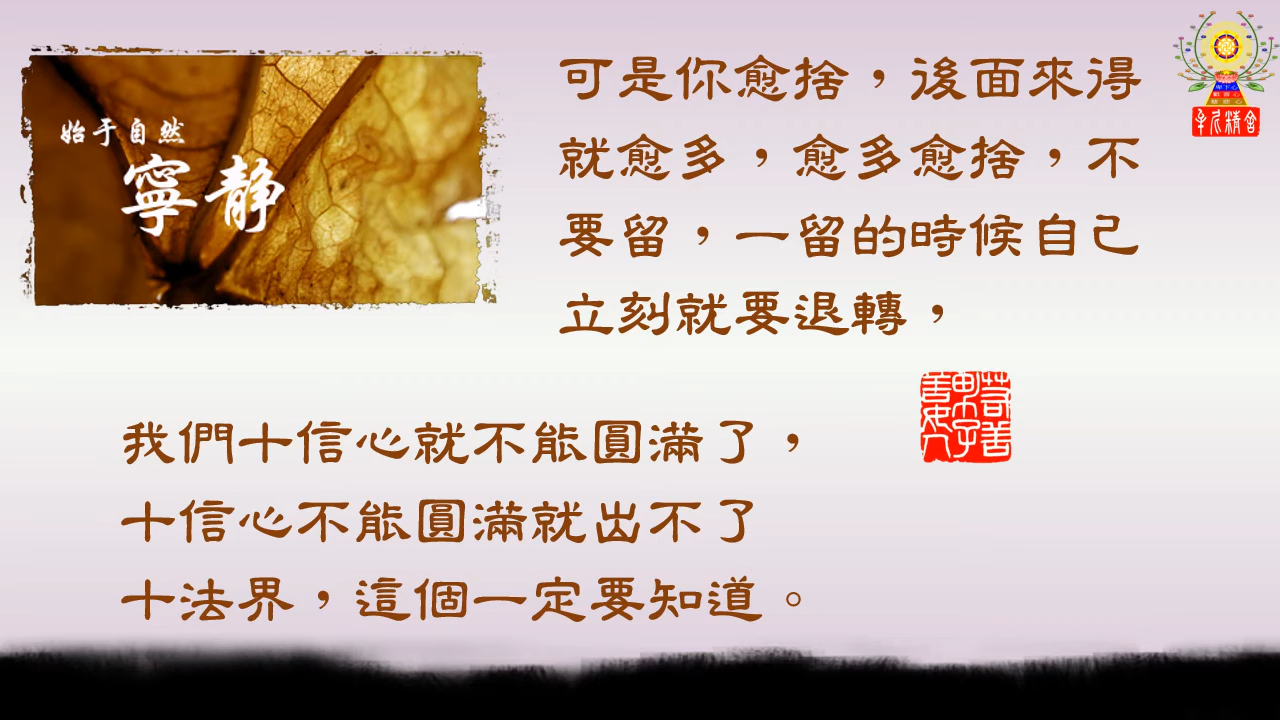 始于自然
寧静
可是你愈捨，後面來得
就愈多，愈多愈捨，不
要留，一留的時候自己
立刻就要退轉，
我們十信心就不能圓滿了，
十信心不能圓滿就出不了
十法界，這個一定要知道。